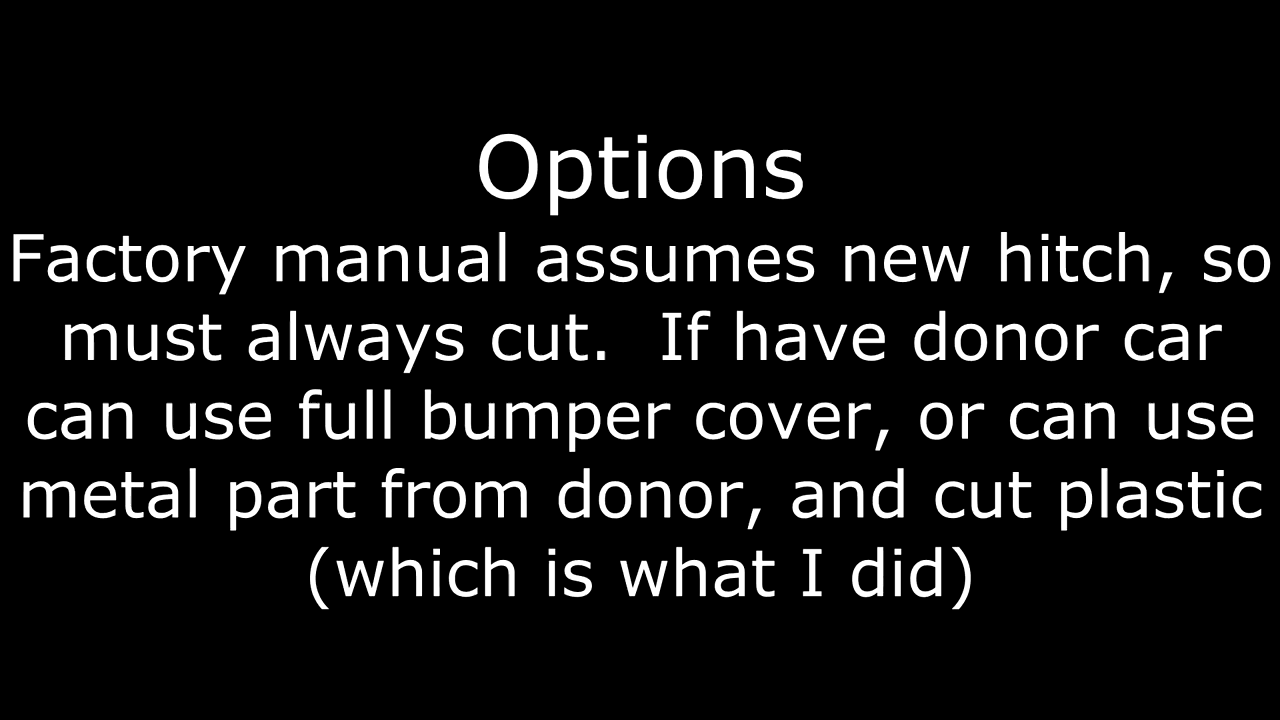 Options
Factory manual assumes new hitch, so
must always cut.  If have donor car
can use full bumper cover, or can use
metal part from donor, and cut plastic
(which is what I did)